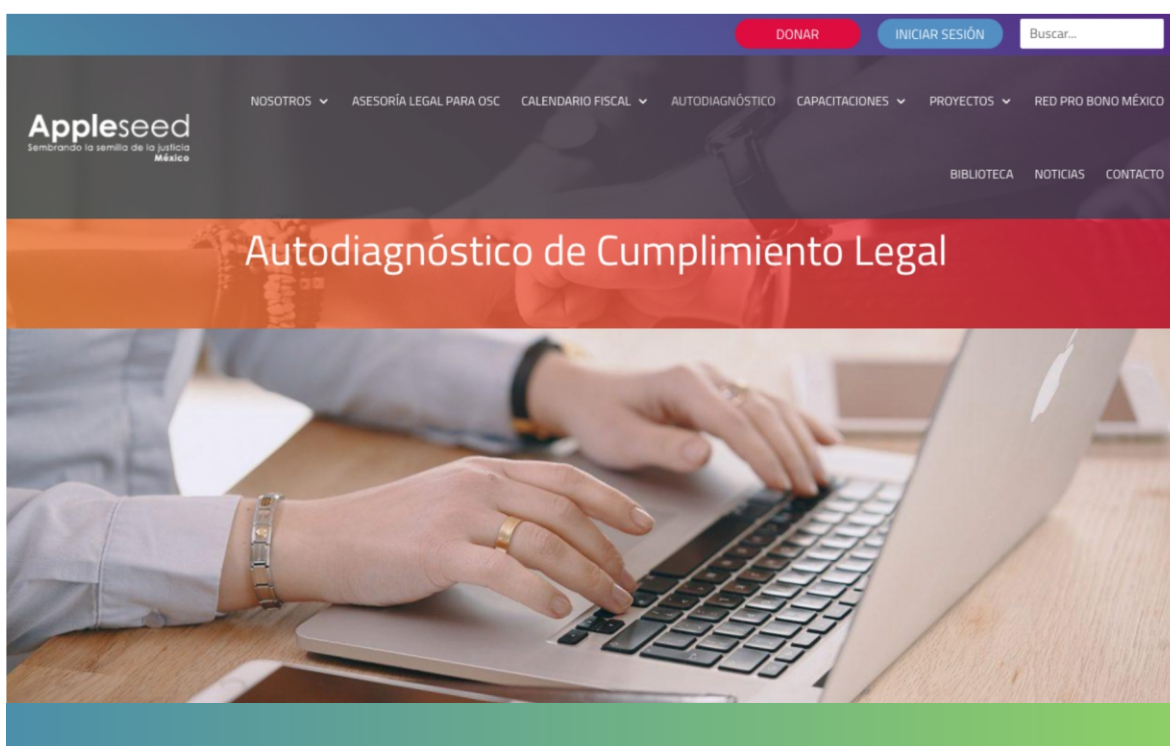 DONAR INICIAR SESIÓN Buscar...
NOSOTROS ASESORÍA LEGAL PARA OSC CALENDARIO FISCAL AUTODIAGNÓSTICO CAPACITACIONES PROYECTOS RED PRO BONO MÉXICO
Appleseed
Sembrando la semilla de la justicia
México
BIBLIOTECA NOTICIAS CONTACTO
Autodiagnóstico de Cumplimiento Legal